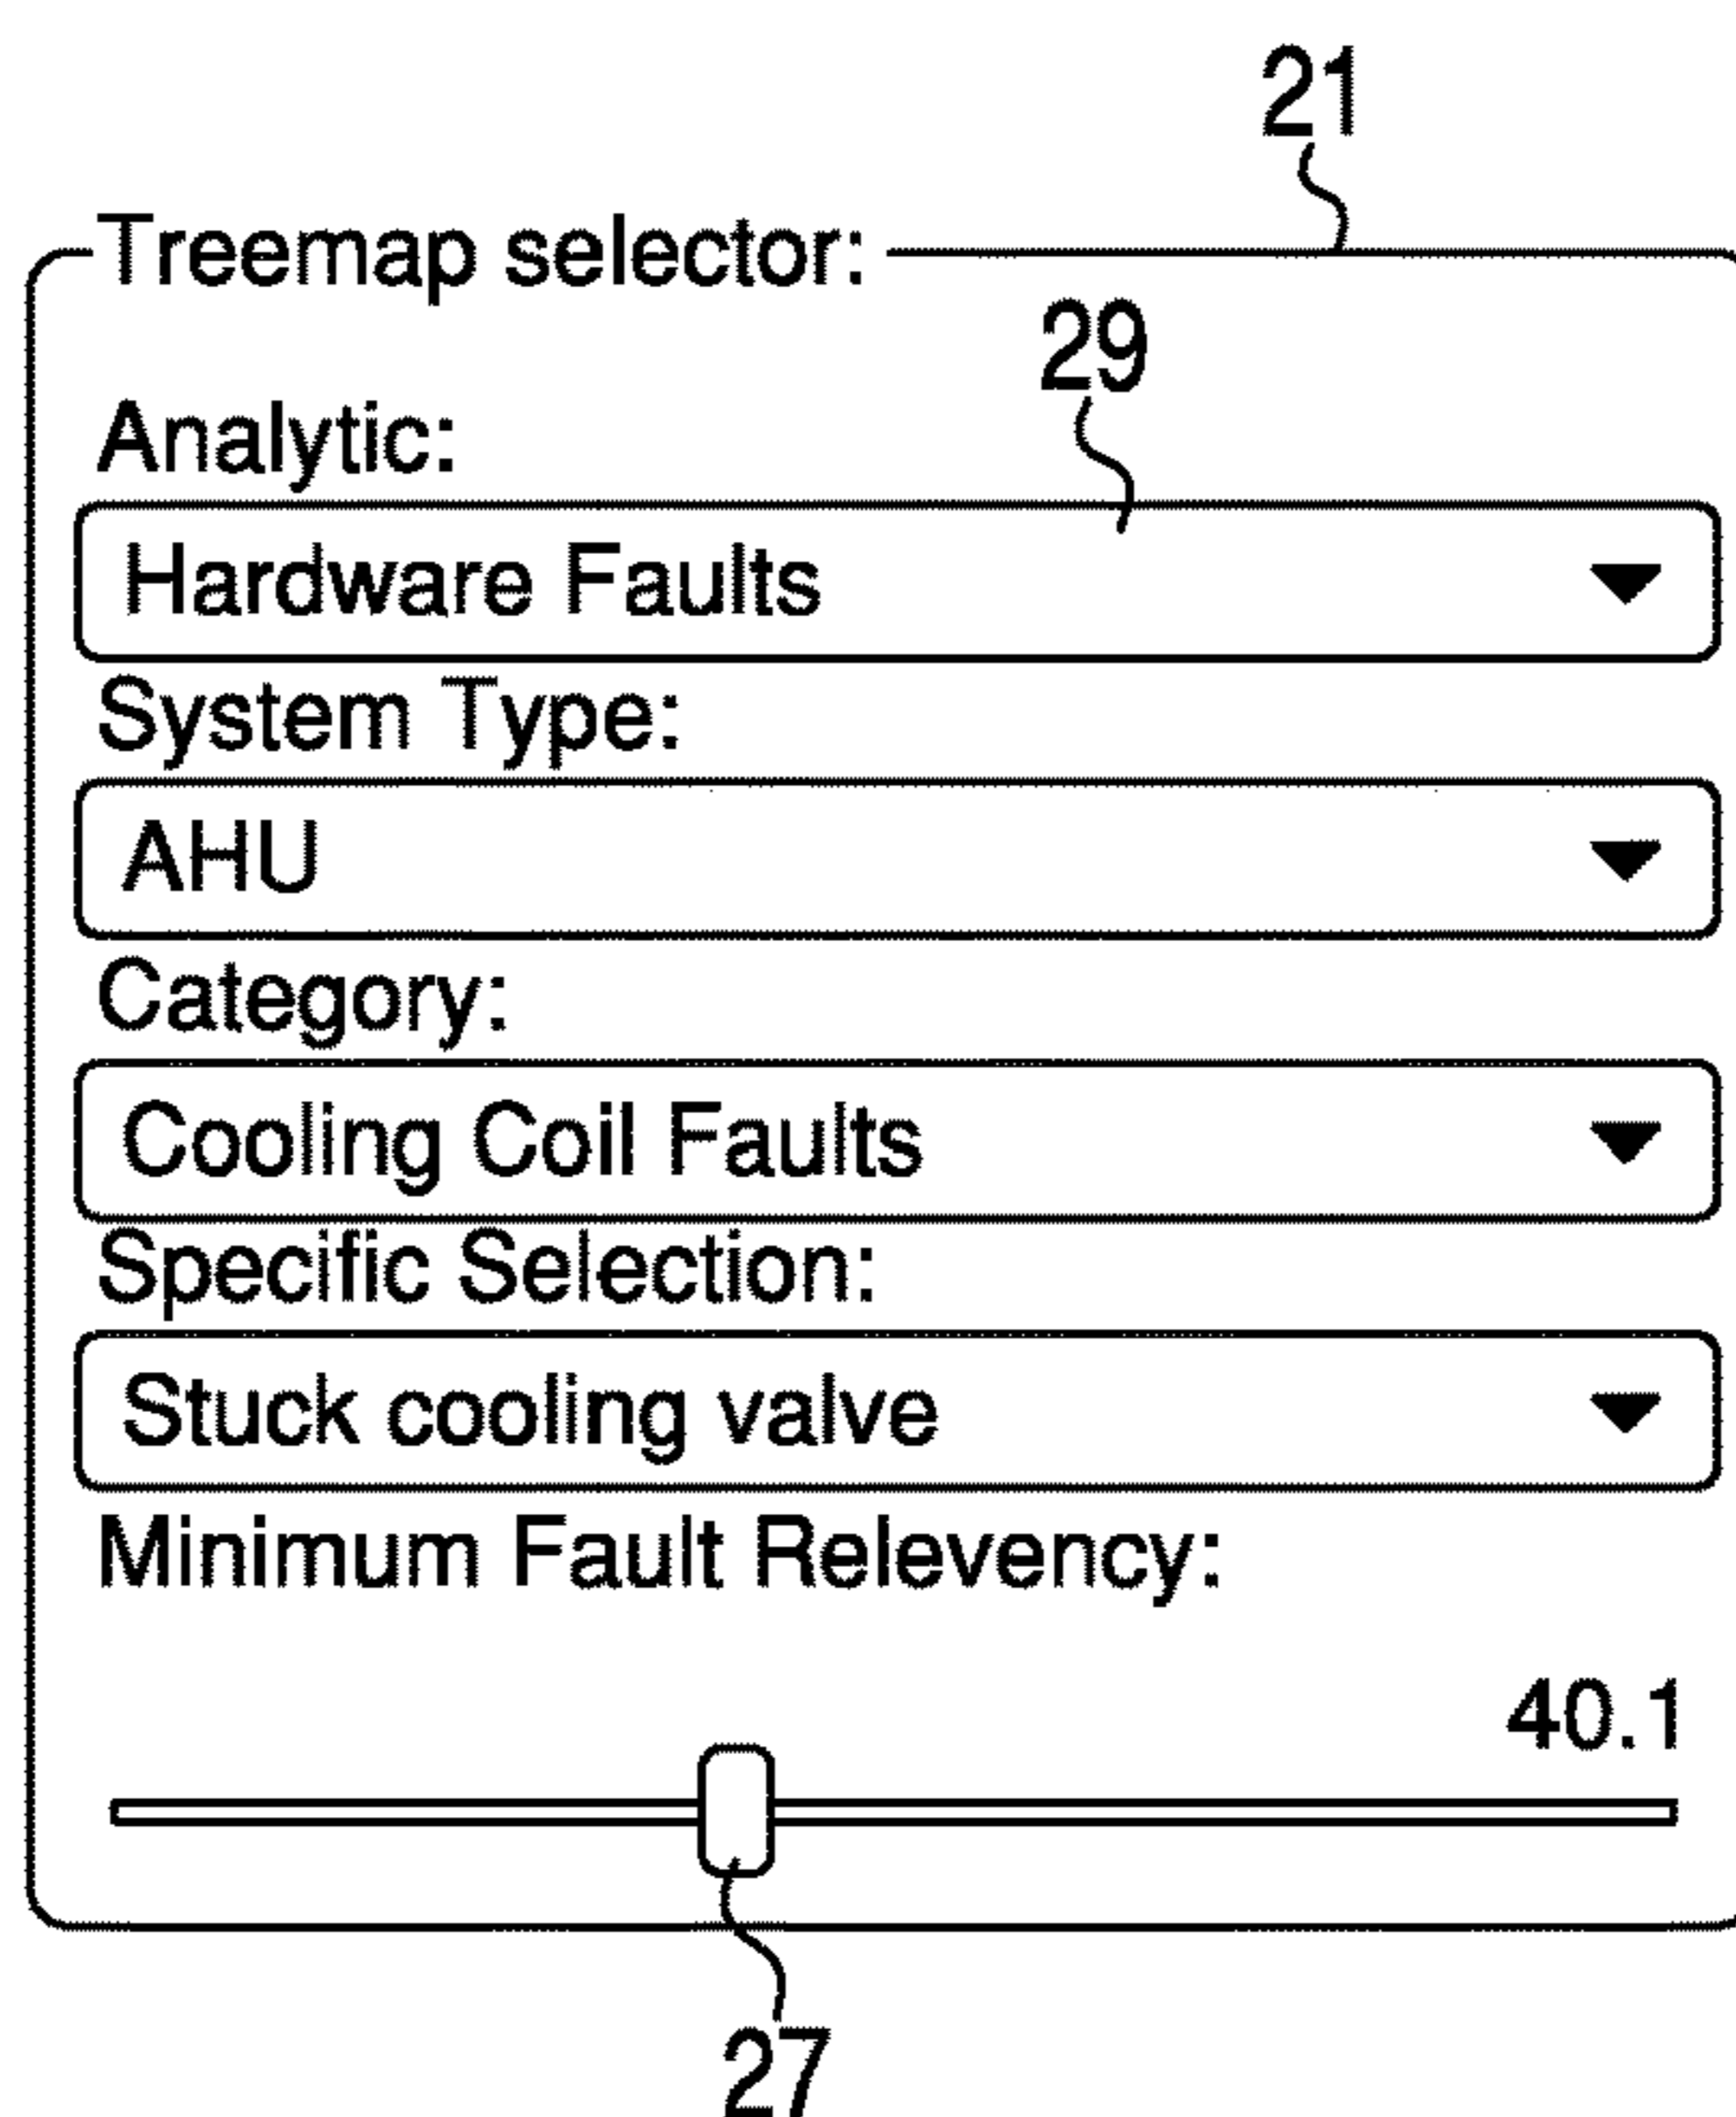 21
Treemap selector:
29
Analytic:
Hardware Faults
System Type:
AHU
Category:
Cooling Coil Faults
Specific Selection:
Stuck cooling valve
Minimum Fault Relevency:
40.1
27